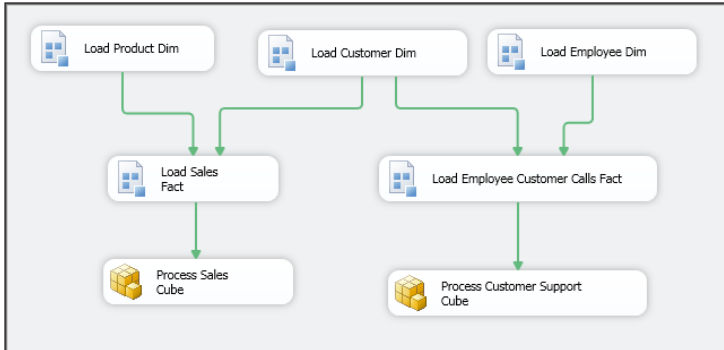 Load Product Dim
Load Customer Dim
Load Employee Dim
Load Sales
Fact
Load Employee Customer Calls Fact
Process Sales
Cube
Process Customer Support
Cube